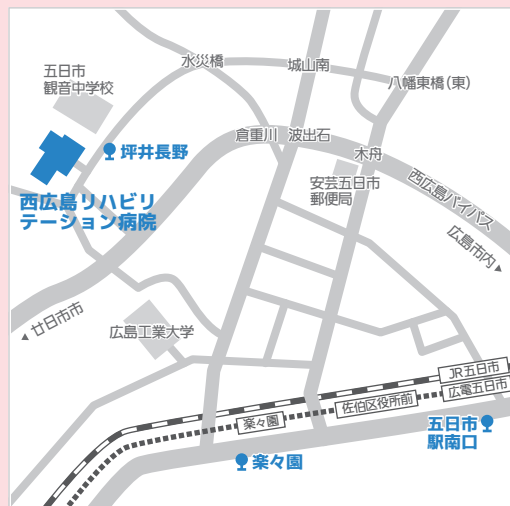 水災橋
城山南
八幡東橋(東)
五日市
観音中学校
倉重川
波出石
木舟
坪井長野
西広島リハビリ
テーション病院
安芸五日市
郵便局
西広島バイパス
広島市内
廿日市市
広島工業大学
JR五日市
広電五日市
佐伯区役所前
楽々園
五日市
駅南口
楽々園